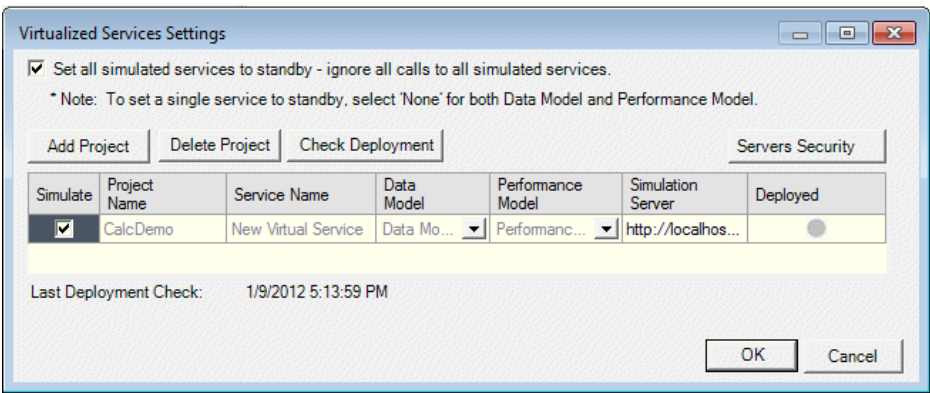 Virtualized Services Settings
Set all simulated services to standby - ignore all calls to all simulated services.
* Note: To set a single service to standby, select 'None' for both Data Model and Performance Model.
Add Project Delete Project Check Deployment Servers Security
Simulate Project Name Service Name Data Model Performance Model Simulation Server Deployed
CalcDemo New Virtual Service Data Mo... Performanc... http://localhos...
Last Deployment Check: 1/9/2012 5:13:59 PM
OK Cancel